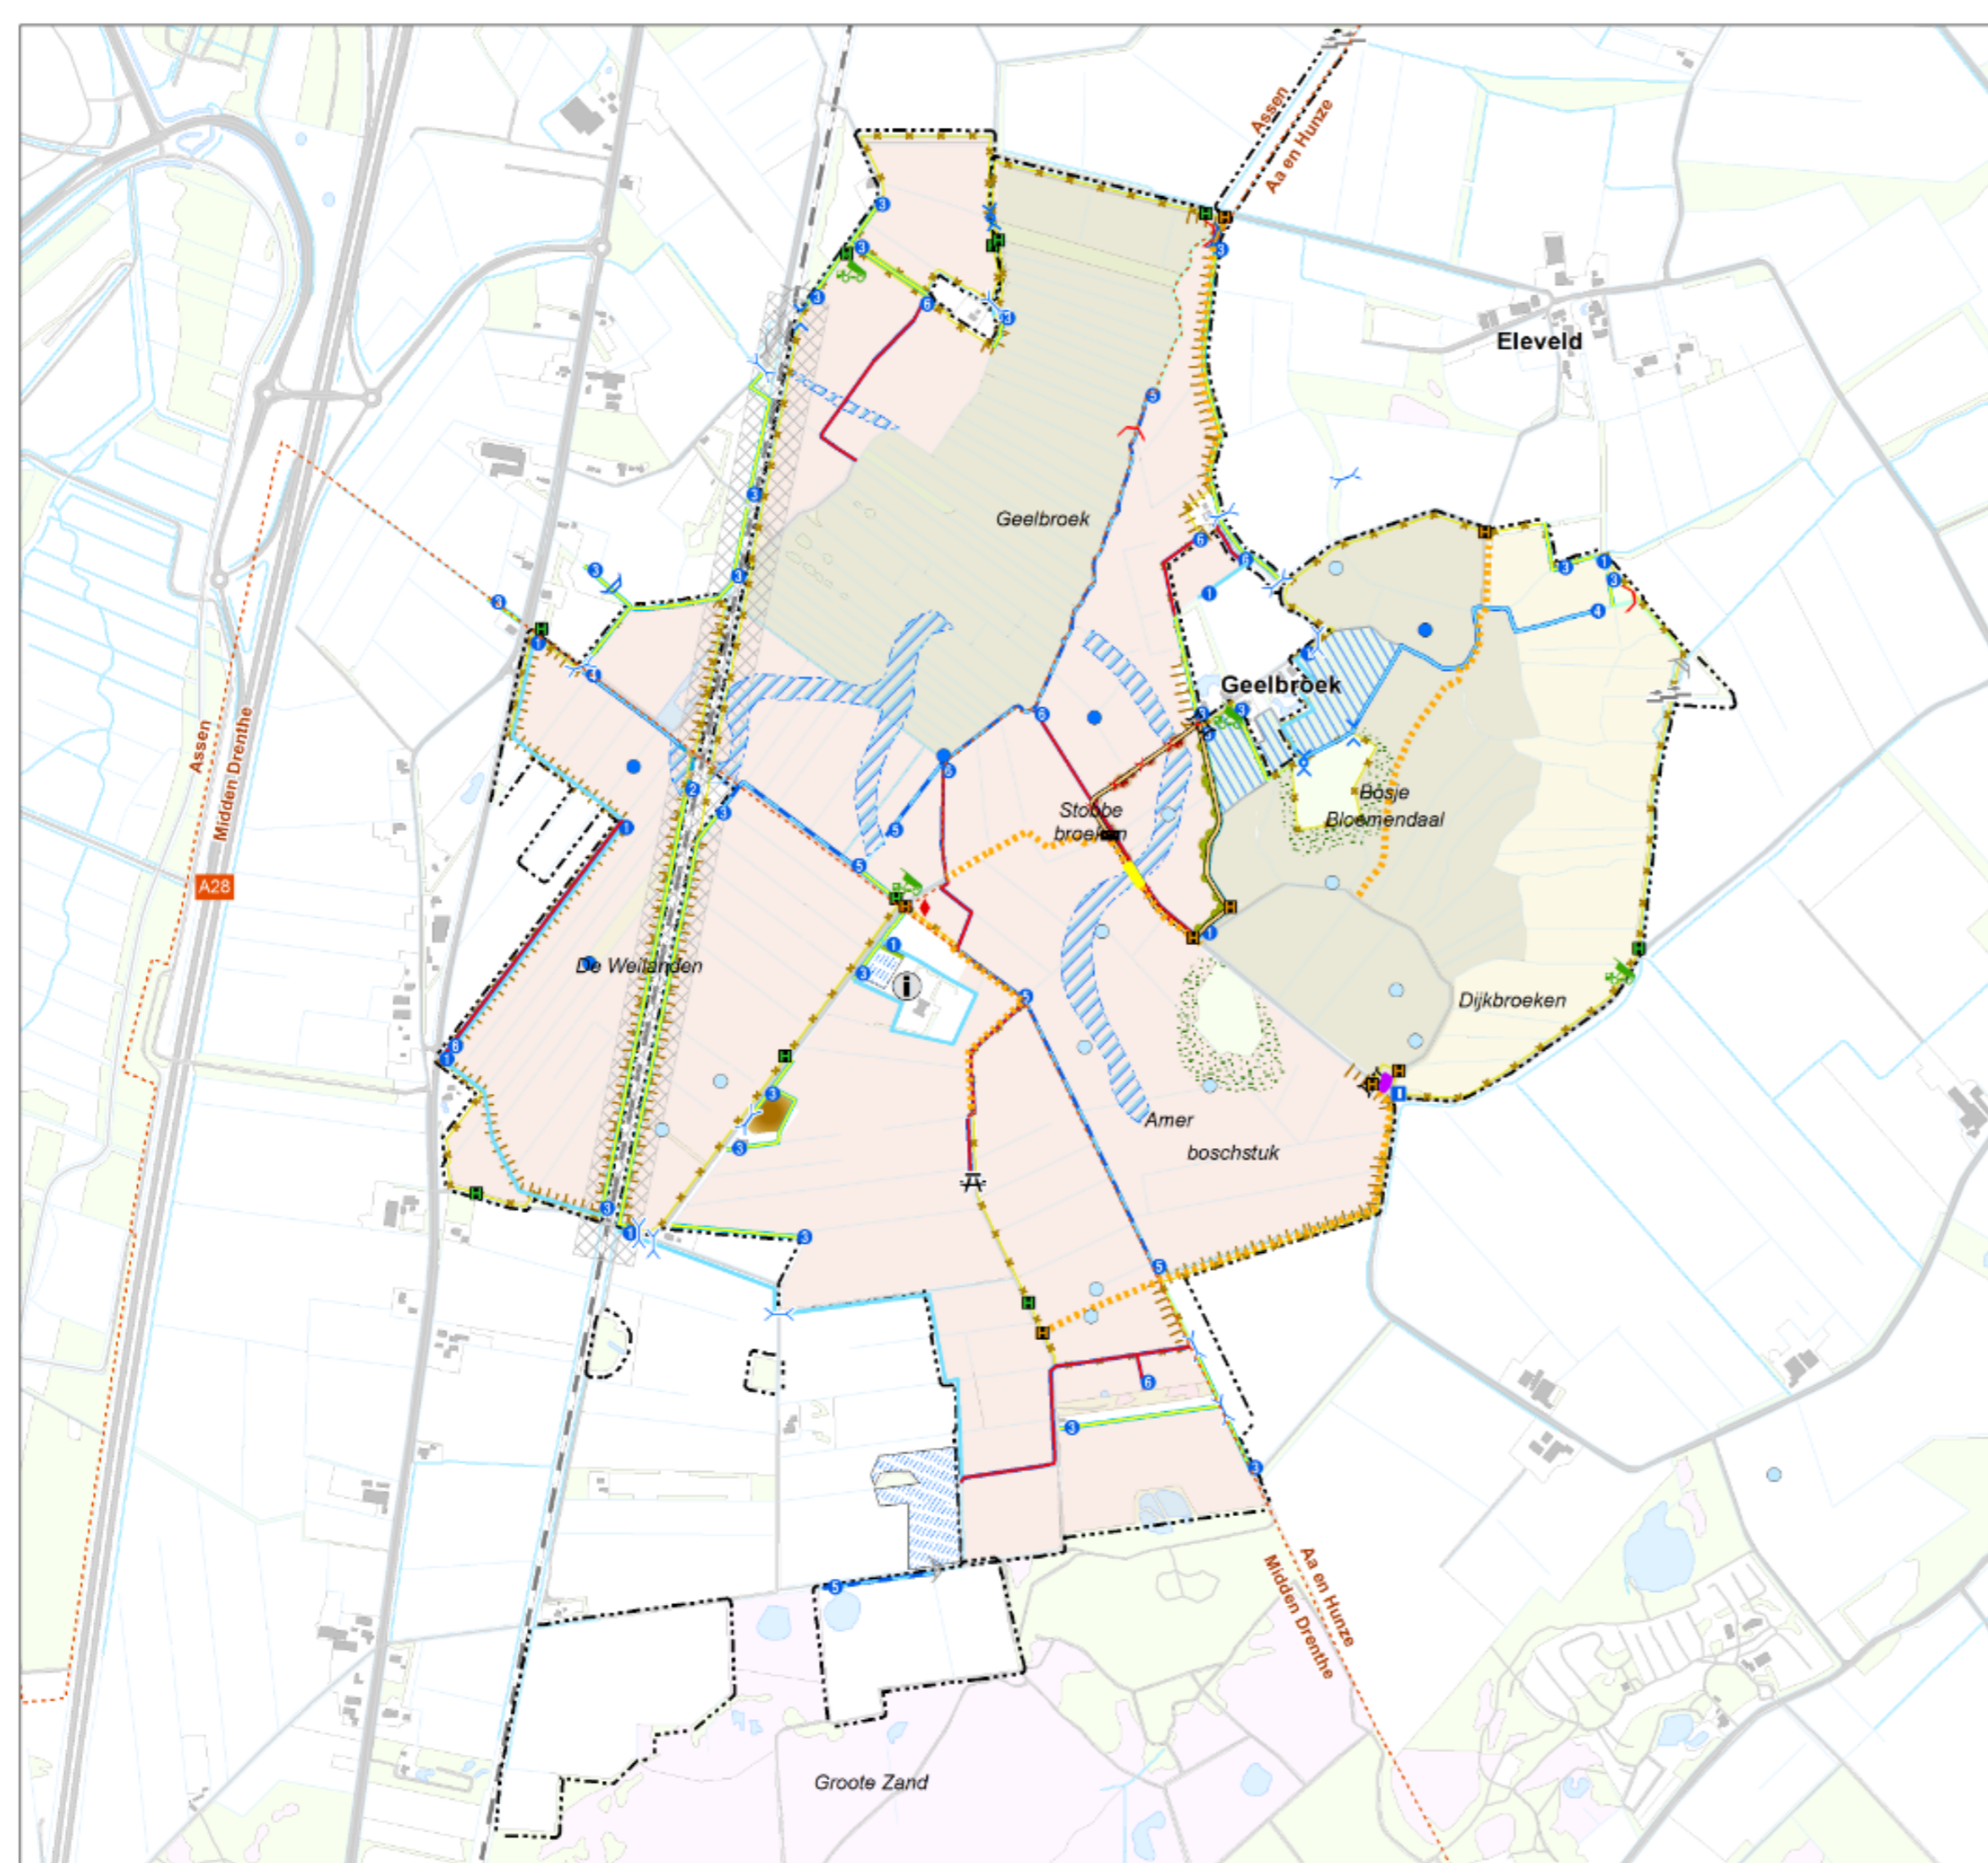 Assen
Aa en Hunze
Eleveld
Geelbroek
Geelbroek
Assen
Midden Drenthe
A28
Stobbe
broeken
Bosje
Bloemendaal
De Weilanden
Dijkbroeken
Amer
boschstuk
Aa en Hunze
Midden Drenthe
Groote Zand